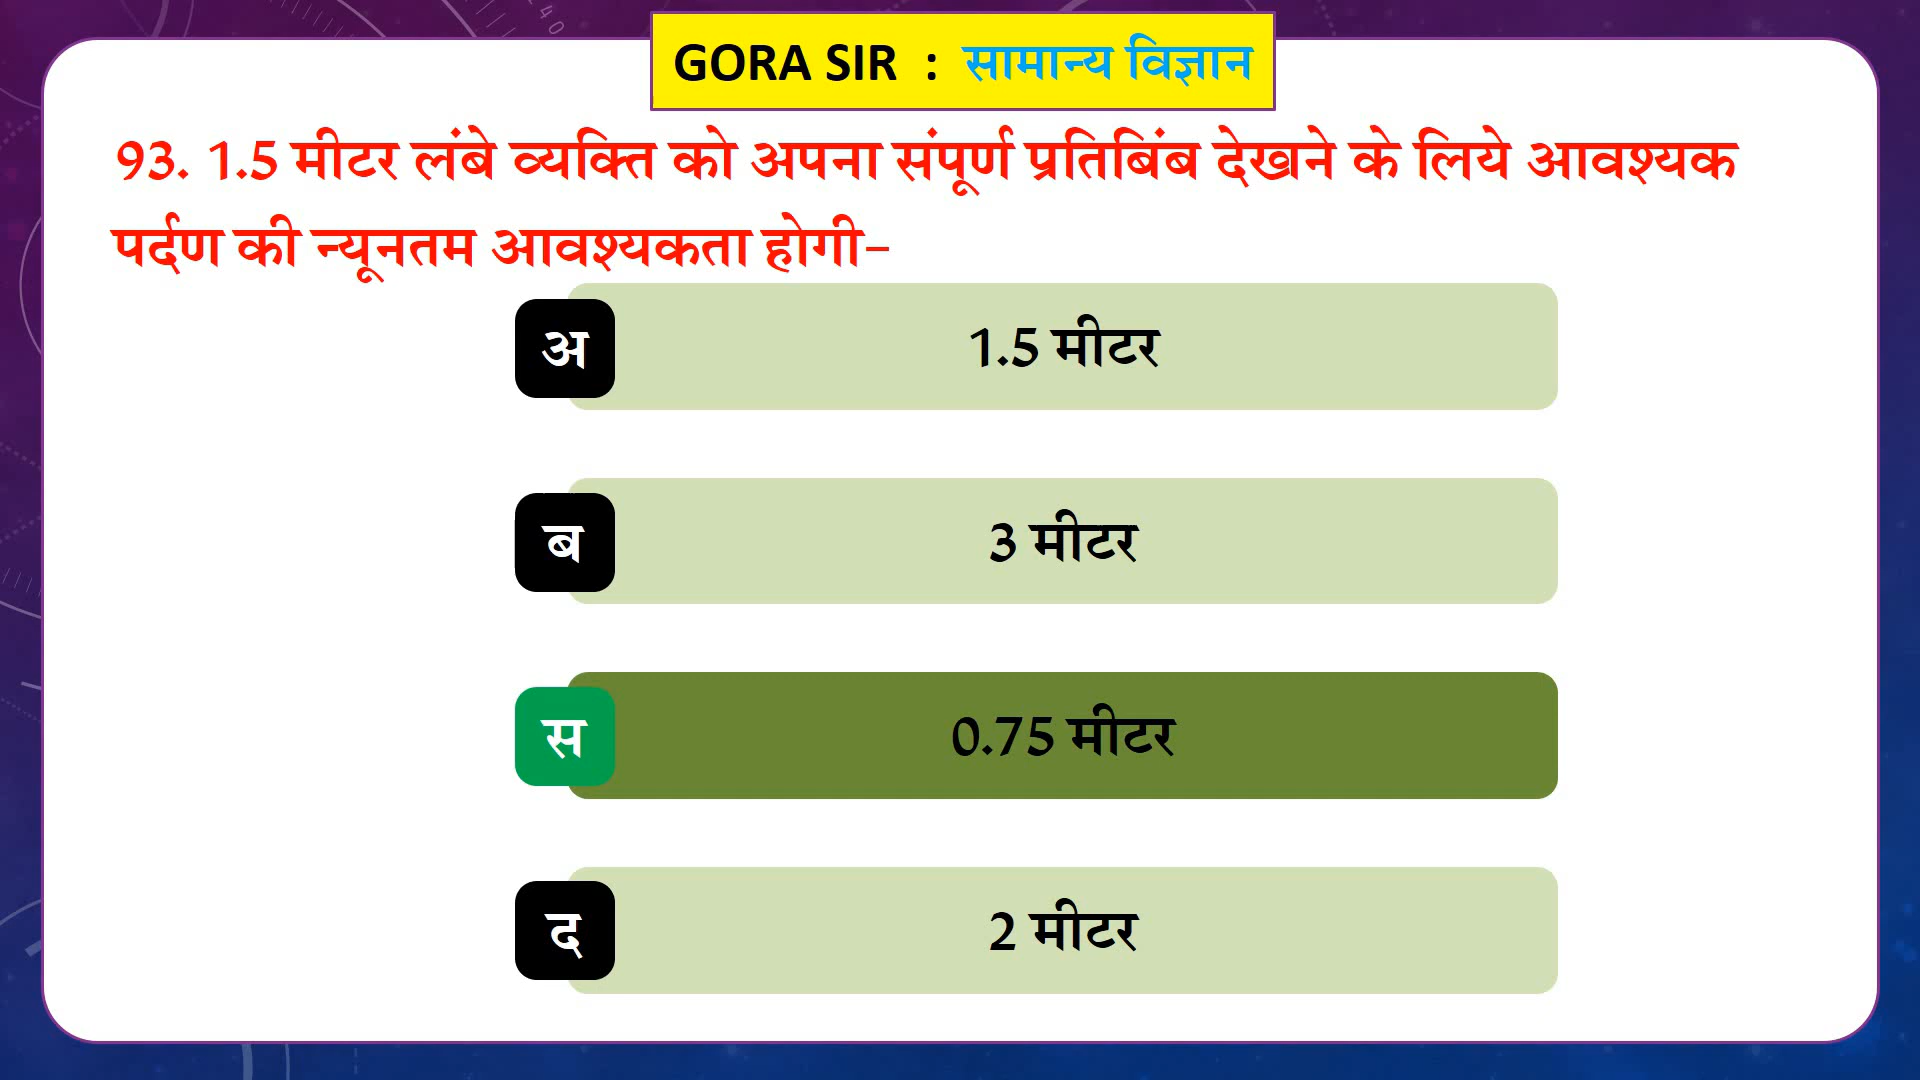 GORA SIR : सामान्य विज्ञान
93. 1.5 मीटर लंबे व्यक्ति को अपना संपूर्ण प्रतिबिंब देखने के लिये आवश्यक
पर्दण की न्यूनतम आवश्यकता होगी-
अ 1.5 मीटर
ब 3 मीटर
स 0.75 मीटर
द 2 मीटर